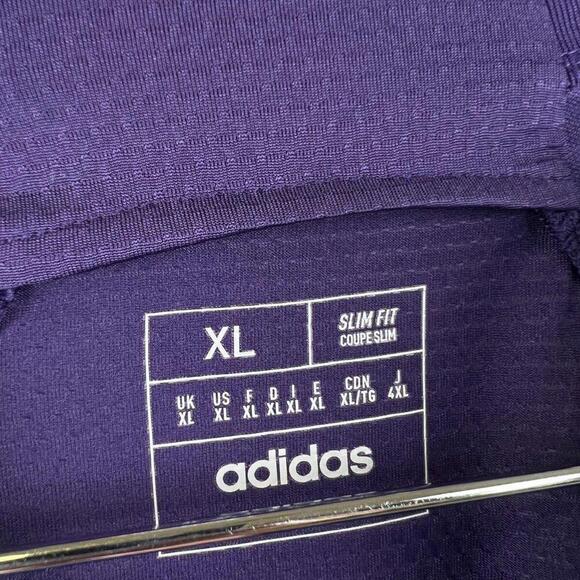 XL
SLIM FIT
COUPE SLIM
UK US F D I E CDN J
XL XL XL XL XL XL XL/TG 4XL
adidas